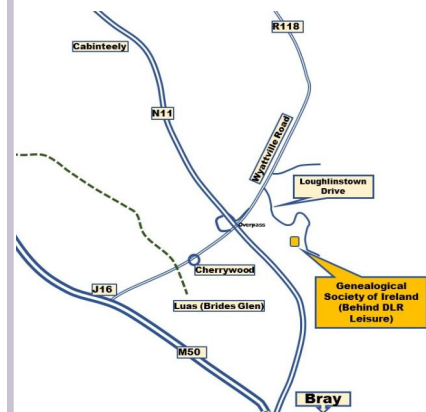 R118
Cabinteely
N11
Wyattville Road
Loughlinstown
Drive
Overpass
Cherrywood
Genealogical
Society of Ireland
(Behind DLR
Leisure)
J16
Luas (Brides Glen)
M50
Bray